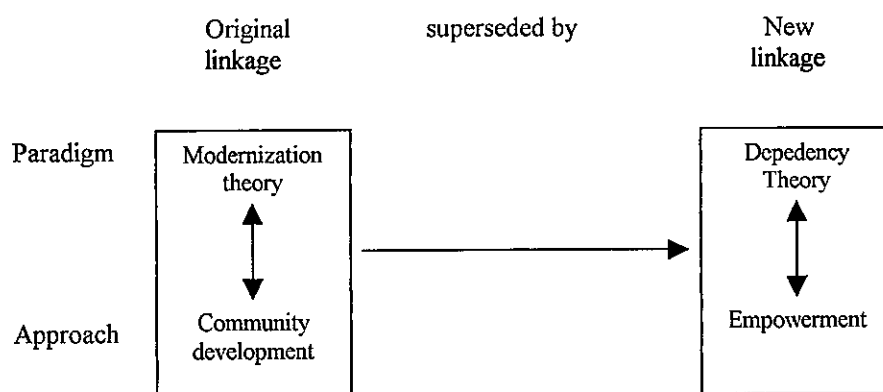 Original
linkage
superseded by
New
linkage
Paradigm
Modernization
theory
Depedency
Theory
Approach
Community
development
Empowerment